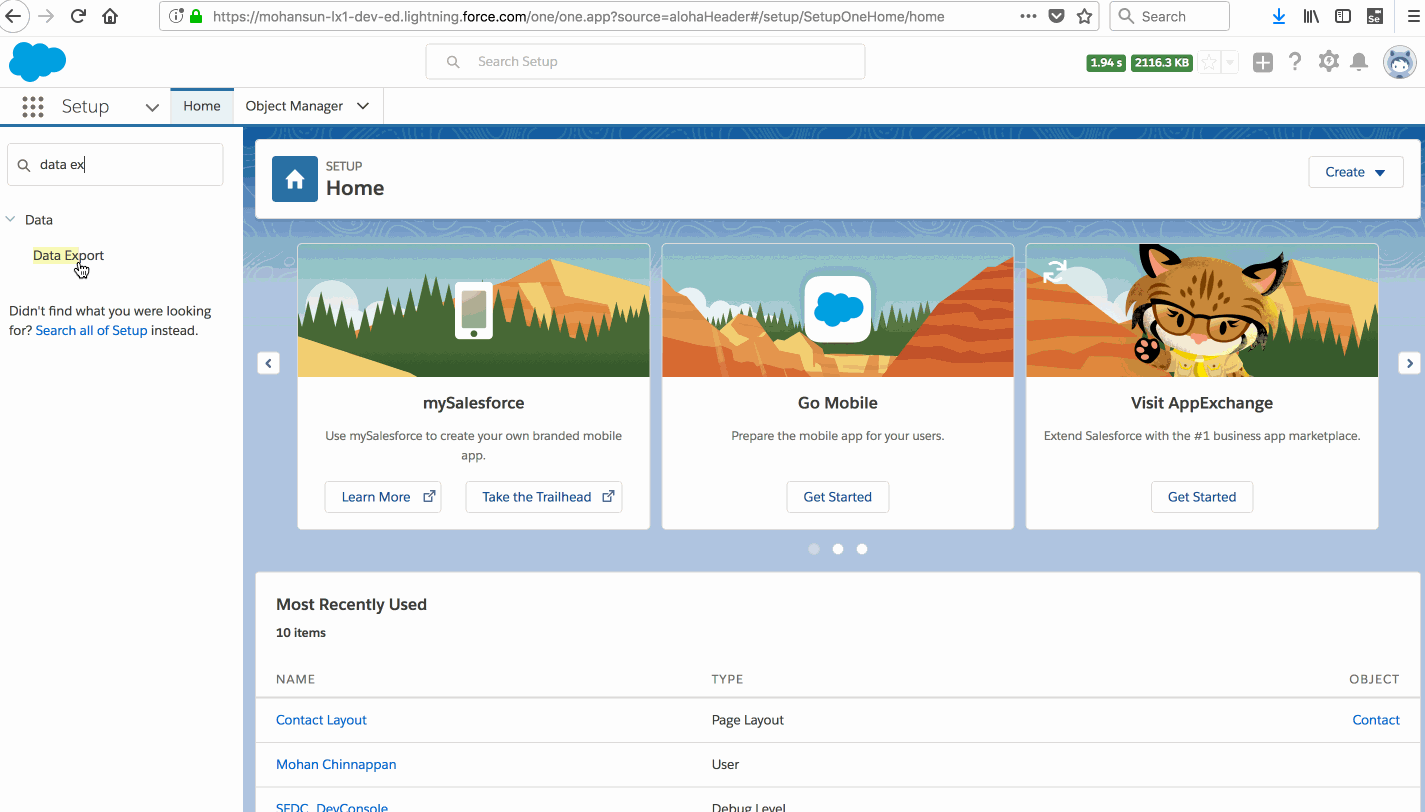 https://mohansun-lx1-dev-ed.lightning.force.com/one/one.app?source=alohaHeader#/setup/SetupOneHome/home
Search
Se
Search Setup
1.94 s 2116.3 KB
Setup
Home
Object Manager
data ex
Data
Data Export
Didn't find what you were looking
for? Search all of Setup instead.
SETUP
Home
Create
mySalesforce
Use mySalesforce to create your own branded mobile
app.
Learn More
Take the Trailhead
Go Mobile
Prepare the mobile app for your users.
Get Started
Visit AppExchange
Extend Salesforce with the #1 business app marketplace.
Get Started
Most Recently Used
10 items
NAME TYPE OBJECT
Contact Layout Page Layout Contact
Mohan Chinnappan User
SFDC_DevConsole Debug Level